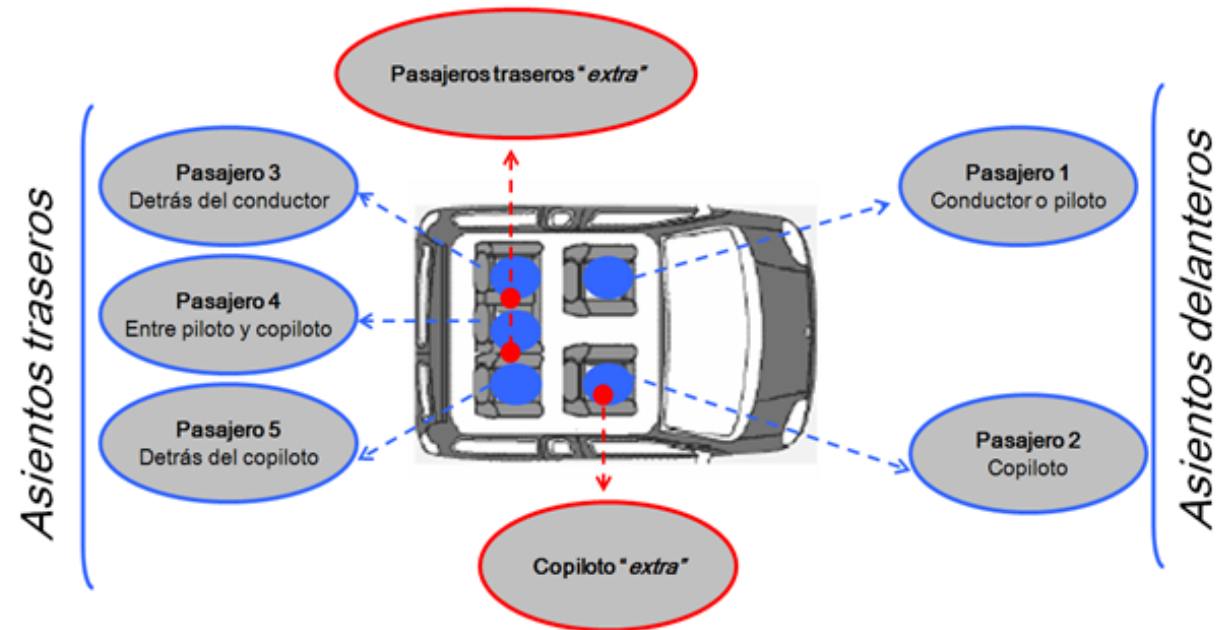 Pasajeros traseros "extra"
Asientos traseros
Pasajero 3
Detrás del conductor
Pasajero 4
Entre piloto y copiloto
Pasajero 5
Detrás del copiloto
Pasajero 1
Conductor o piloto
Pasajero 2
Copiloto
Asientos delanteros
Copiloto "extra"